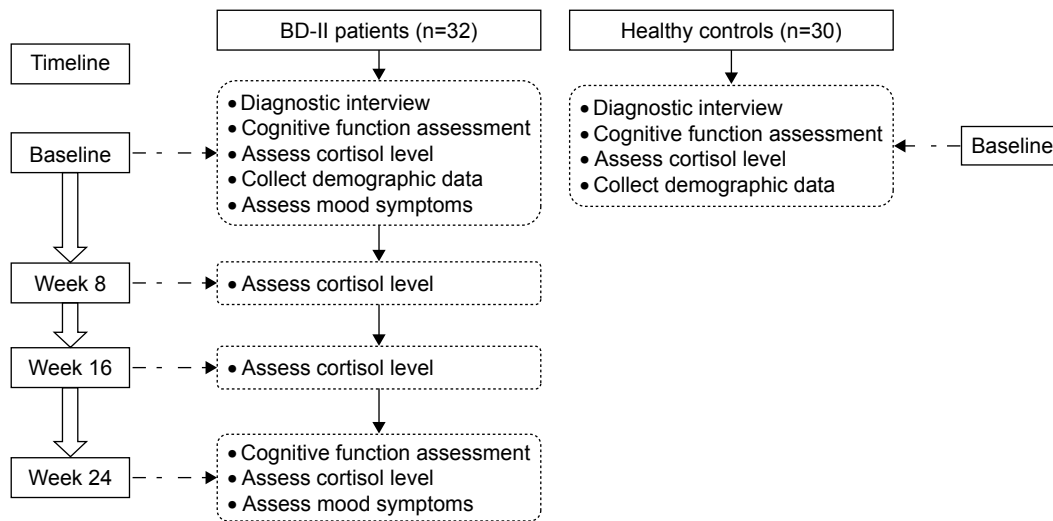 BD-II patients (n=32)
Healthy controls (n=30)
Timeline
• Diagnostic interview
• Cognitive function assessment
• Assess cortisol level
• Collect demographic data
• Assess mood symptoms
• Diagnostic interview
• Cognitive function assessment
• Assess cortisol level
• Collect demographic data
Baseline
Baseline
Week 8
• Assess cortisol level
Week 16
• Assess cortisol level
Week 24
• Cognitive function assessment
• Assess cortisol level
• Assess mood symptoms